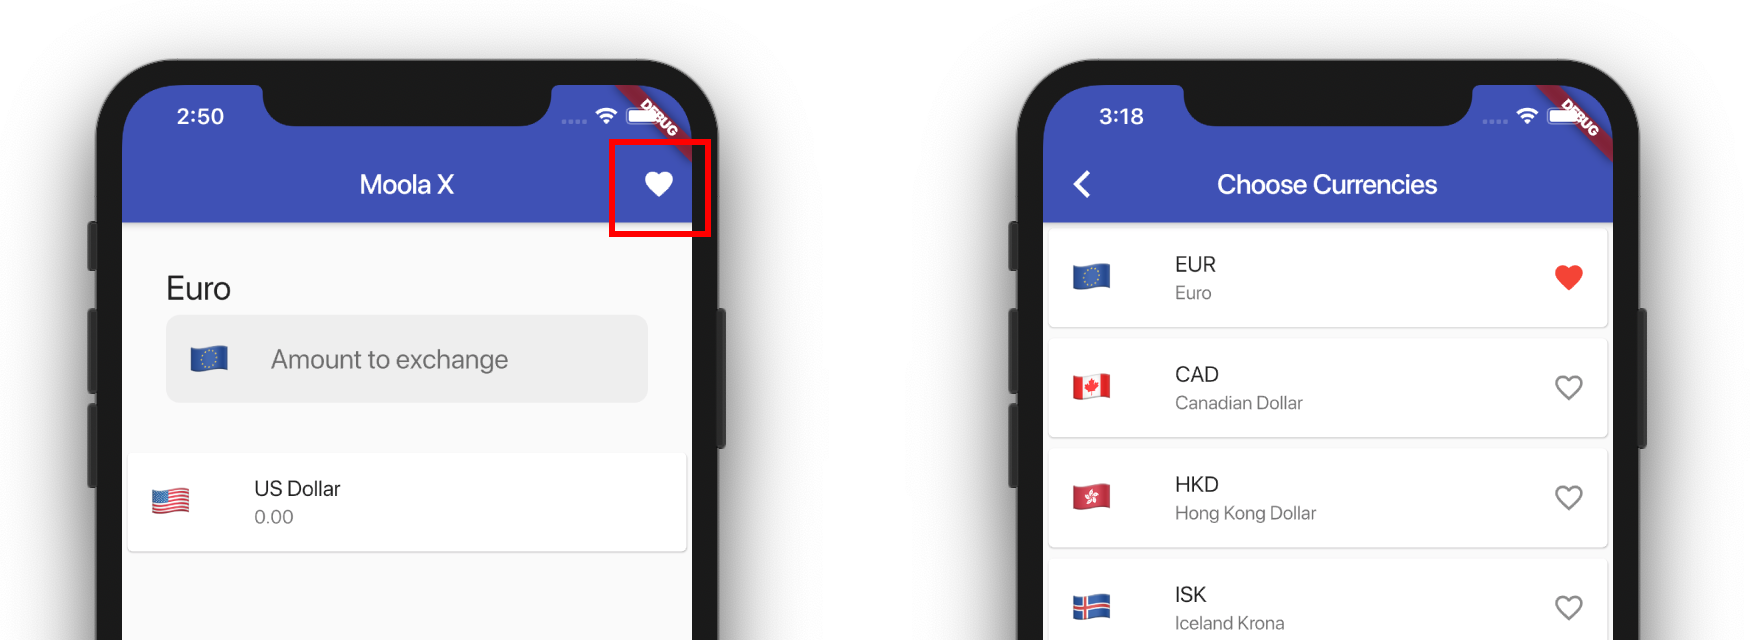 2:50
DEBUG
Moola X
Euro
Amount to exchange
US Dollar
0.00
3:18
DEBUG
Choose Currencies
EUR
Euro
CAD
Canadian Dollar
HKD
Hong Kong Dollar
ISK
Iceland Krona